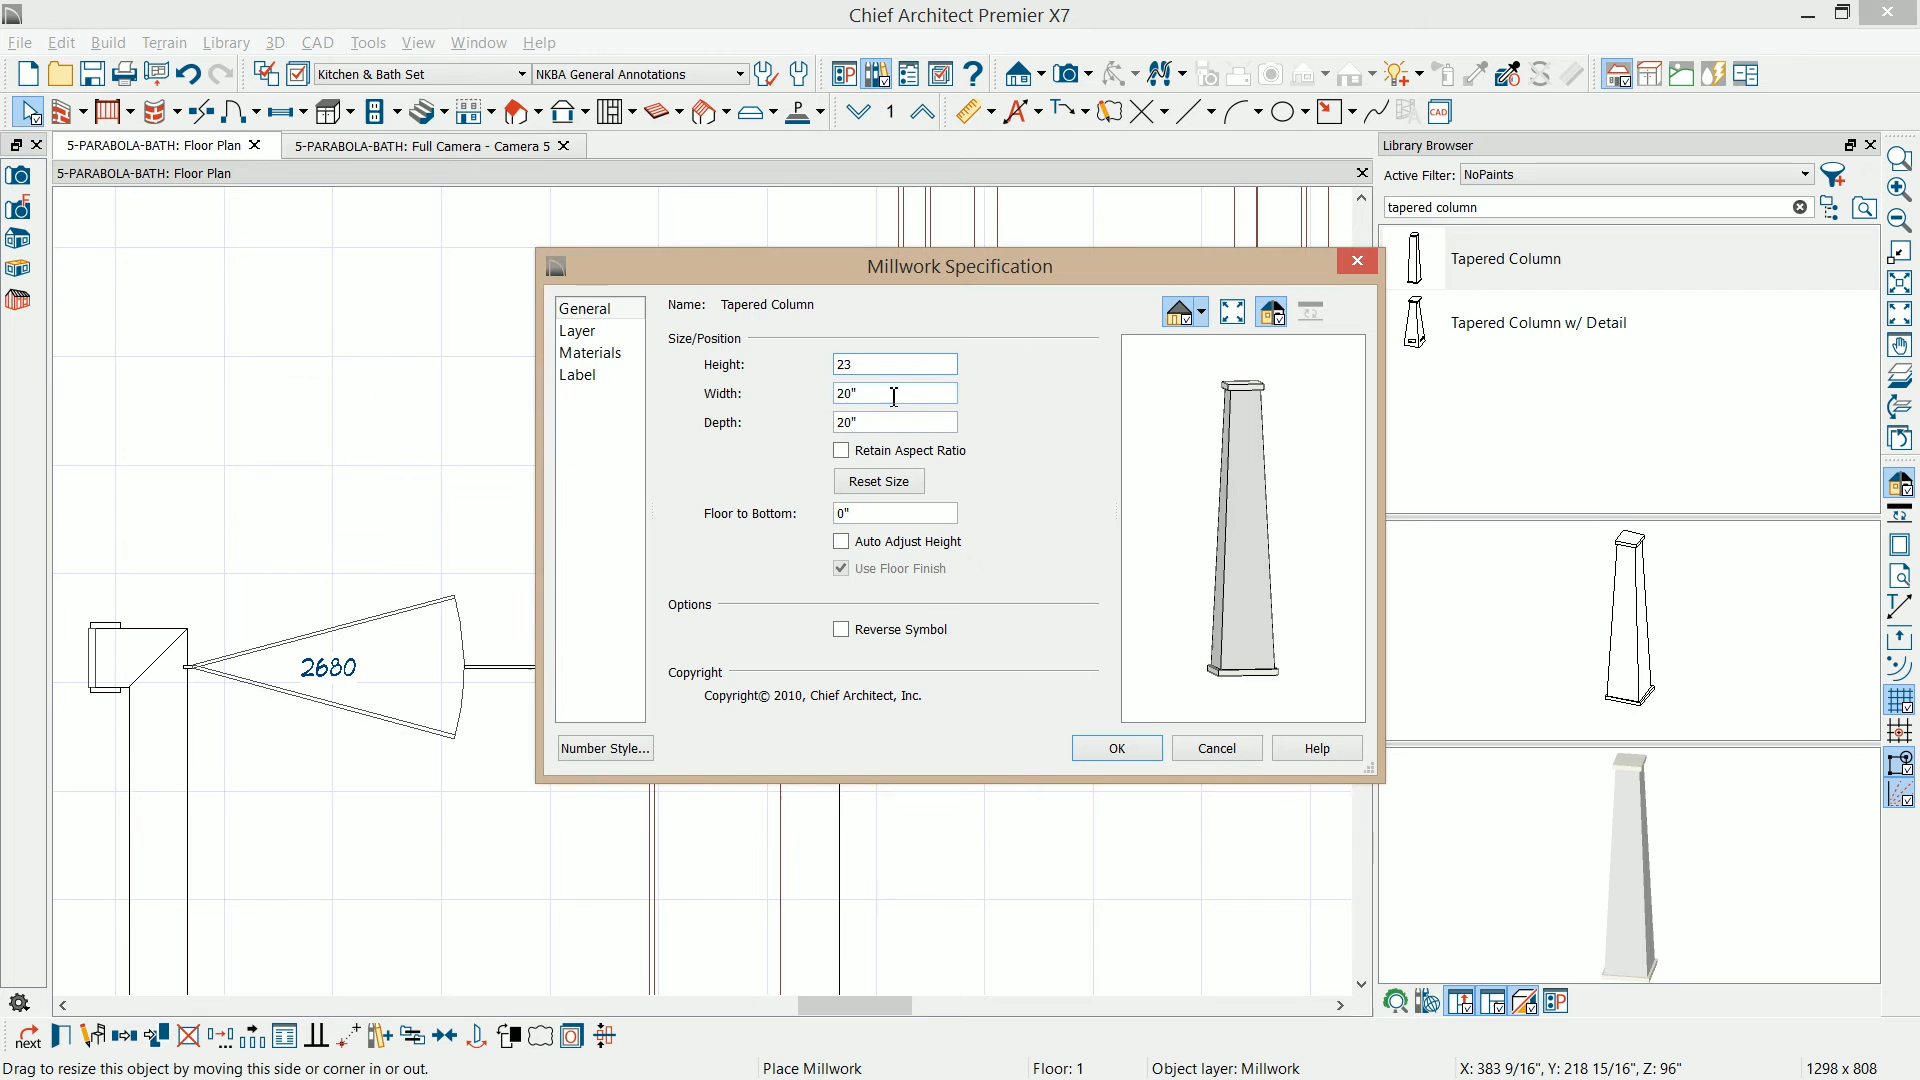 Chief Architect Premier X7
File Edit Build Terrain Library 3D CAD Tools View Window Help
Kitchen & Bath Set NKBA General Annotations
P 1 CAD
5-PARABOLA-BATH: Floor Plan 5-PARABOLA-BATH: Full Camera - Camera 5
5-PARABOLA-BATH: Floor Plan
Library Browser
Active Filter: NoPaints
tapered column
Tapered Column
Tapered Column w/ Detail
Millwork Specification
General
Layer
Materials
Label
Name: Tapered Column
Size/Position
Height: 23
Width: 20"
Depth: 20"
Retain Aspect Ratio
Reset Size
Floor to Bottom: 0"
Auto Adjust Height
Use Floor Finish
Options
Reverse Symbol
Copyright
Copyright© 2010, Chief Architect, Inc.
Number Style... OK Cancel Help
2680
next
Drag to resize this object by moving this side or corner in or out. Place Millwork Floor: 1 Object layer: Millwork X: 383 9/16", Y: 218 15/16", Z: 96" 1298 x 808